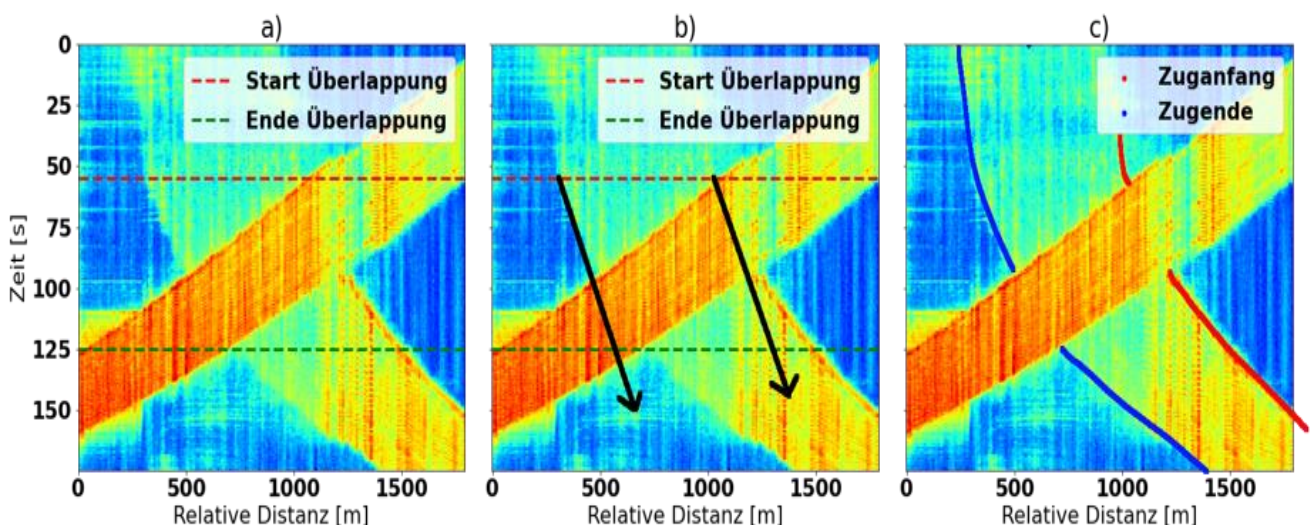 a)
b)
c)
0
25
50
75
100
125
150
Zeit [s]
Start Überlappung
Ende Überlappung
Start Überlappung
Ende Überlappung
Zuganfang
Zugende
0 500 1000 1500
0 500 1000 1500
0 500 1000 1500
Relative Distanz [m]
Relative Distanz [m]
Relative Distanz [m]